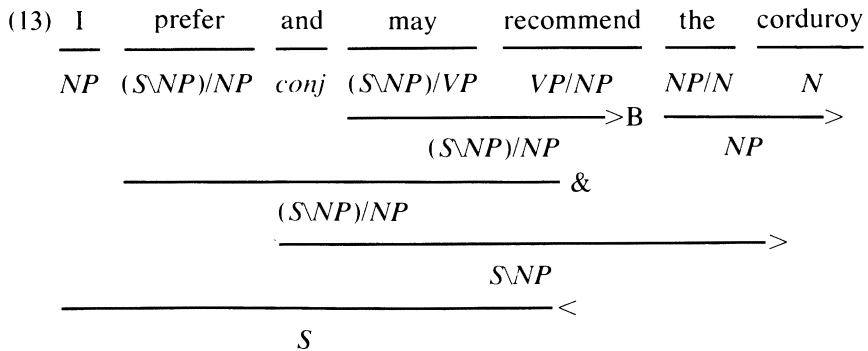 (13) I prefer and may recommend the corduroy
NP (S\NP)/NP conj (S\NP)/VP VP/NP NP/N N
>B >
(S\NP)/NP NP
&
(S\NP)/NP
>
S\NP
<
S